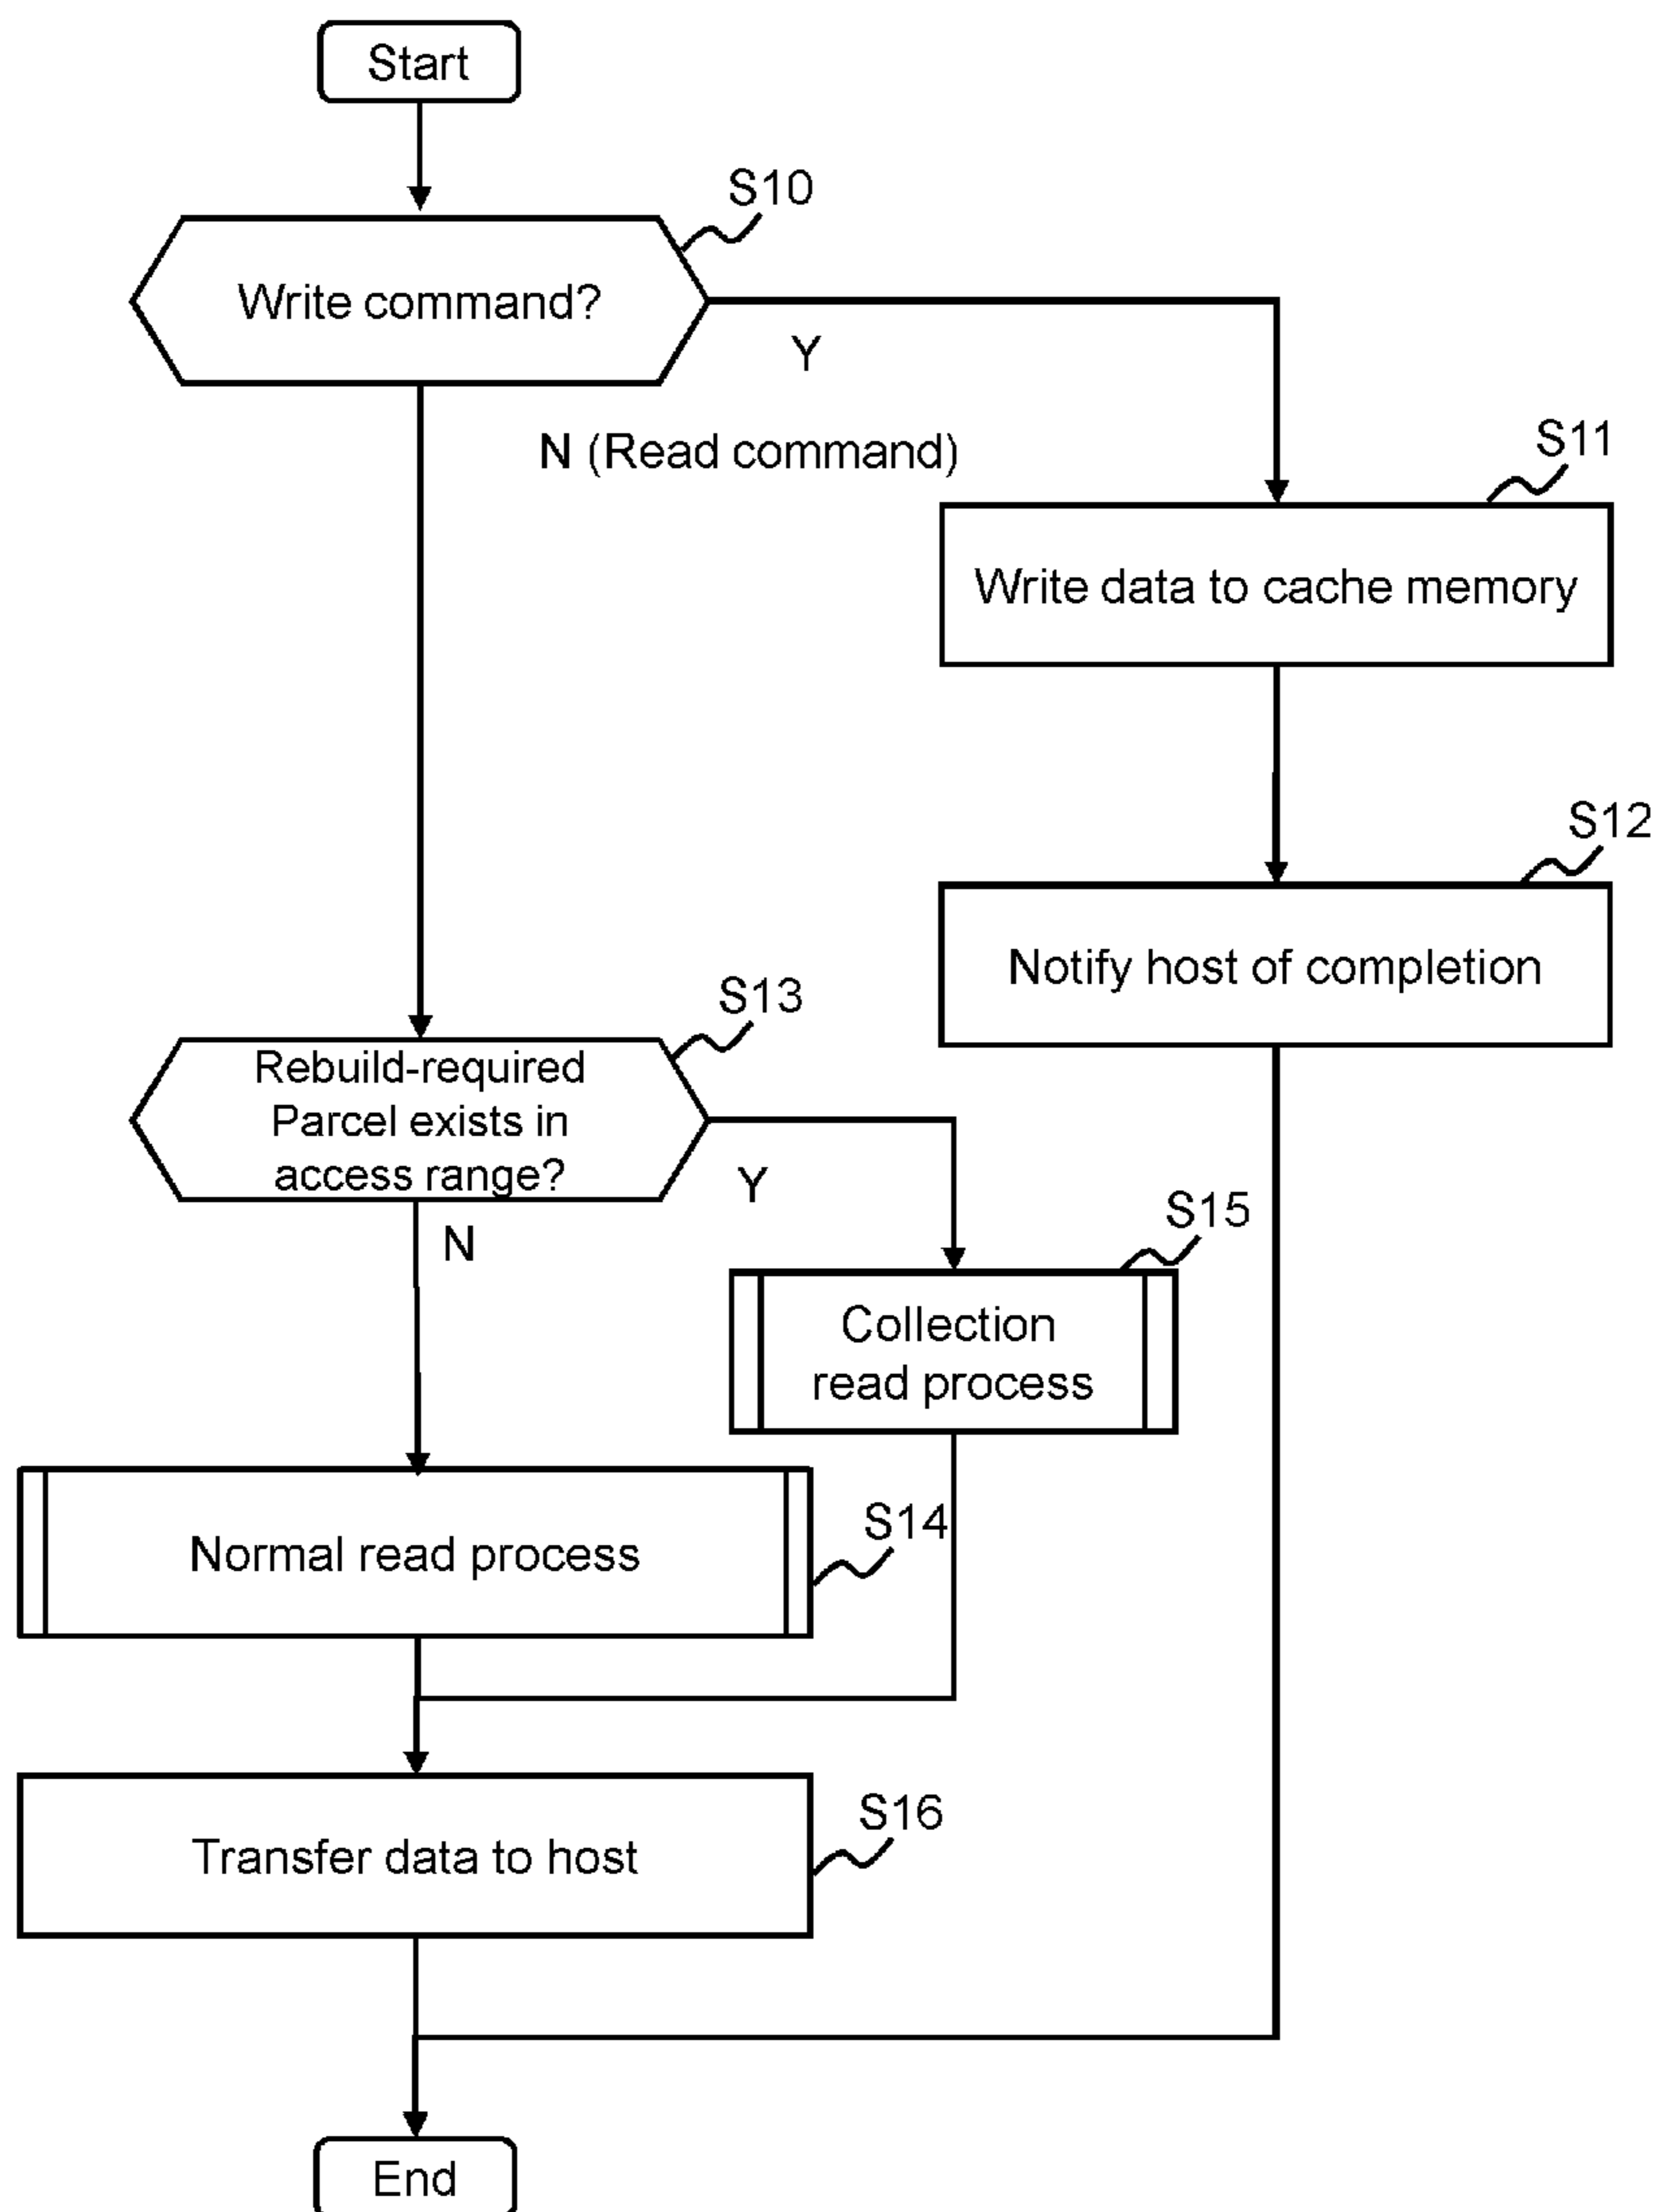 Start
S10
Write command?
Y
N (Read command)
S11
Write data to cache memory
S12
Notify host of completion
S13
Rebuild-required
Parcel exists in
access range?
Y
N
S15
Collection
read process
S14
Normal read process
S16
Transfer data to host
End